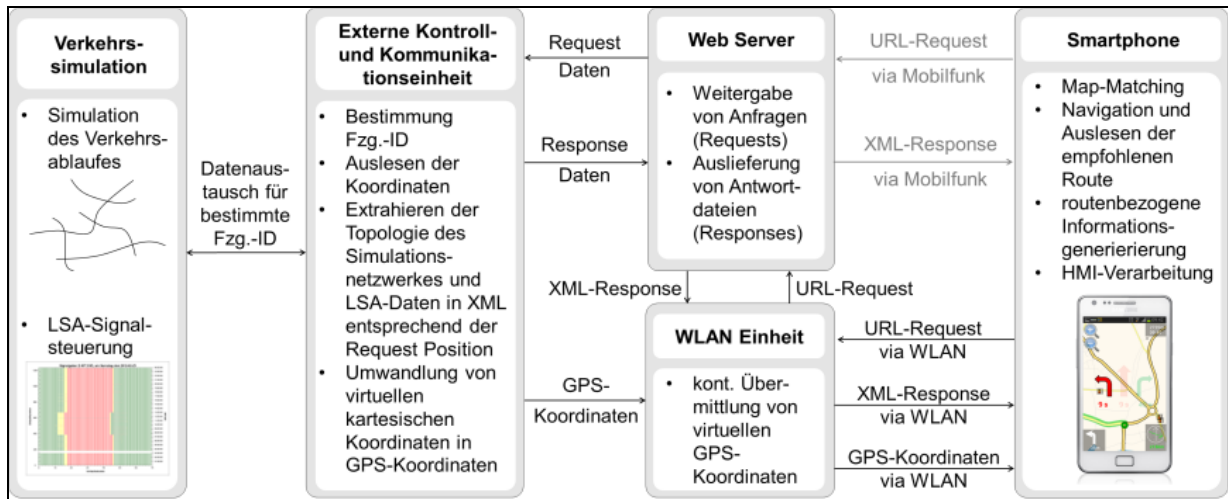 Verkehrs-
simulation
• Simulation
des Verkehrs-
ablaufes
• LSA-Signal-
steuerung
Datenaus-
tausch für
bestimmte
Fzg.-ID
Externe Kontroll-
und Kommunika-
tionseinheit
• Bestimmung
Fzg.-ID
• Auslesen der
Koordinaten
• Extrahieren der
Topologie des
Simulations-
netzwerkes und
LSA-Daten in XML
entsprechend der
Request Position
• Umwandlung von
virtuellen
kartesischen
Koordinaten in
GPS-Koordinaten
Request
Daten
Response
Daten
GPS-
Koordinaten
Web Server
• Weitergabe
von Anfragen
(Requests)
• Auslieferung
von Antwort-
dateien
(Responses)
XML-Response
URL-Request
WLAN Einheit
• kont. Über-
mittlung von
virtuellen
GPS-
Koordinaten
URL-Request
via Mobilfunk
XML-Response
via Mobilfunk
URL-Request
via WLAN
XML-Response
via WLAN
GPS-Koordinaten
via WLAN
Smartphone
• Map-Matching
• Navigation und
Auslesen der
empfohlenen
Route
• routenbezogene
Informations-
generierierung
• HMI-Verarbeitung